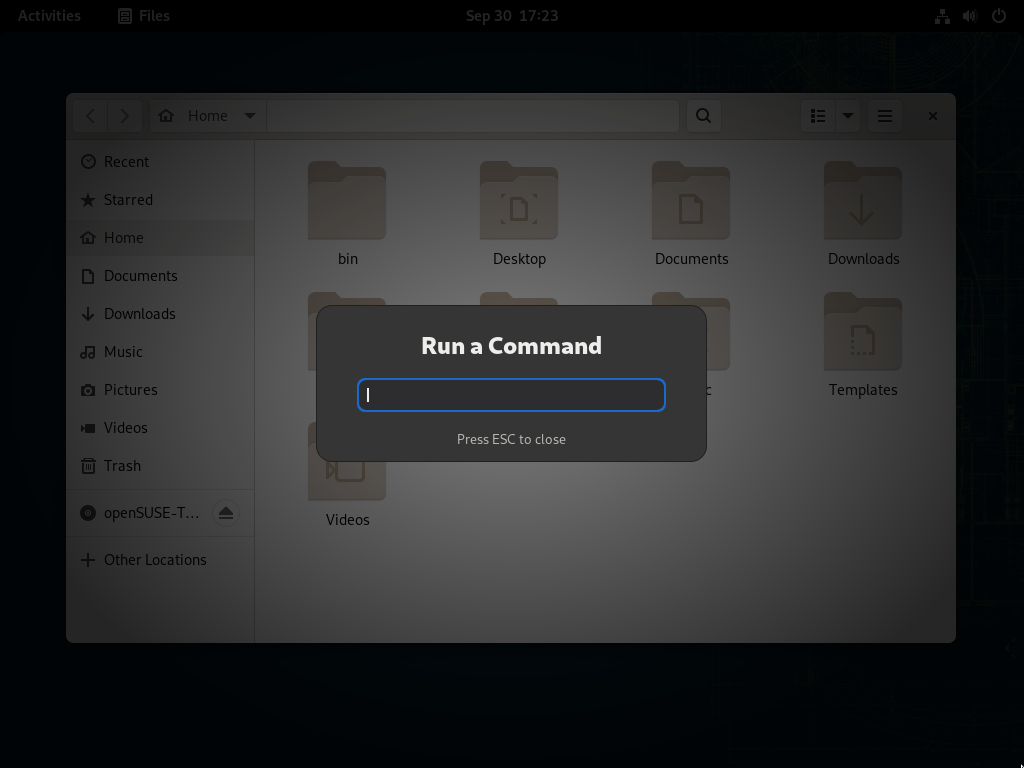 Activities
Files
Sep 30 17:23
Home
Recent
Starred
Home
Documents
Downloads
Music
Pictures
Videos
Trash
openSUSE-T...
Other Locations
bin
Desktop
Documents
Downloads
c
Templates
Videos
Run a Command
Press ESC to close